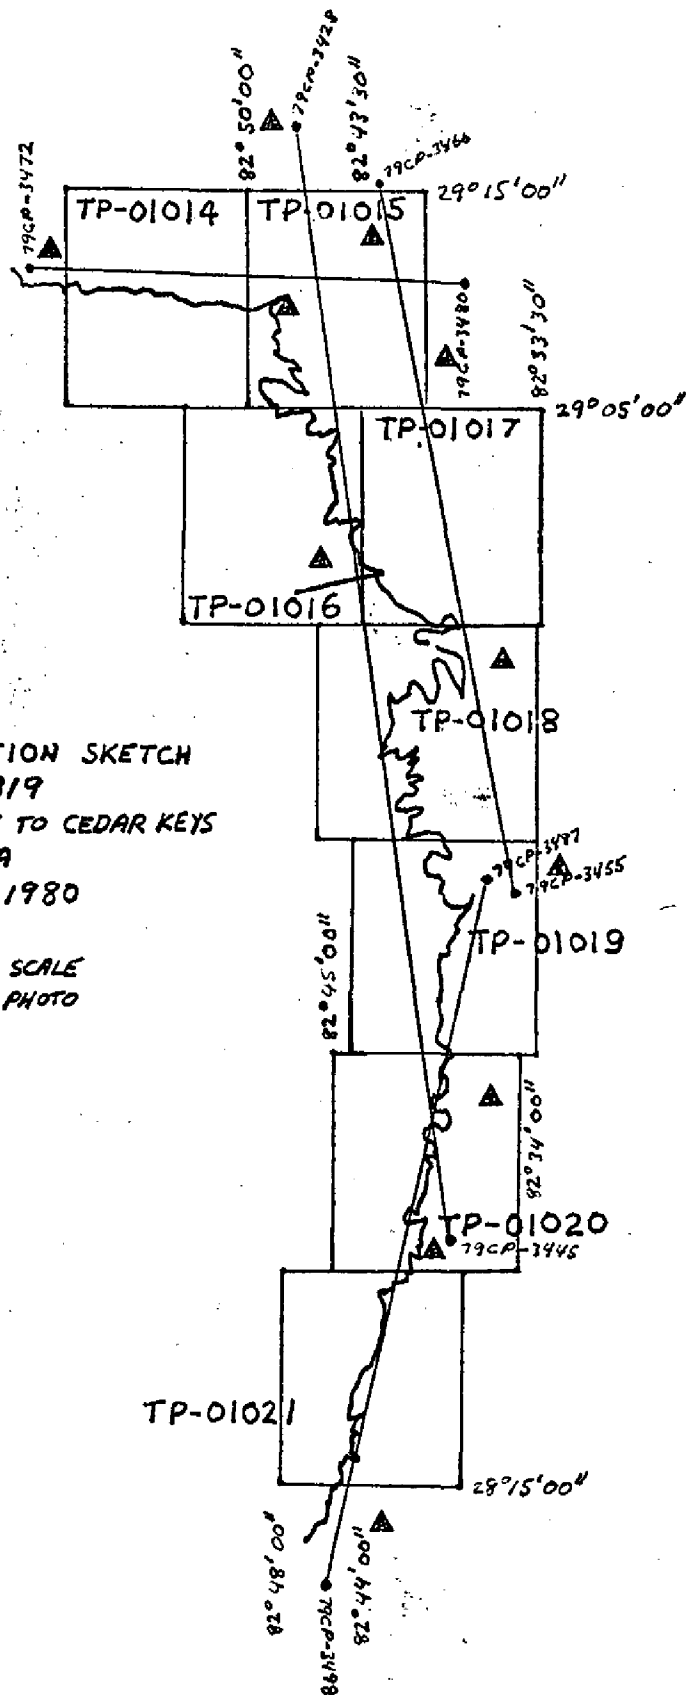 79CP-3428
82°50'00"
82°43'30"
79CP-3466
79CP-3472
29°15'00"
TP-01014
TP-01015
79CP-3480
82°33'30"
29°05'00"
TP-01017
TP-01016
TP-01018
TION SKETCH
819
TO CEDAR KEYS
A
1980
SCALE
PHOTO
79CP-3487
79CP-3455
TP-01019
82°45'00"
82°34'00"
TP-01020
79CP-3445
TP-01021
28°15'00"
82°48'00"
82°44'00"
79CP-3498